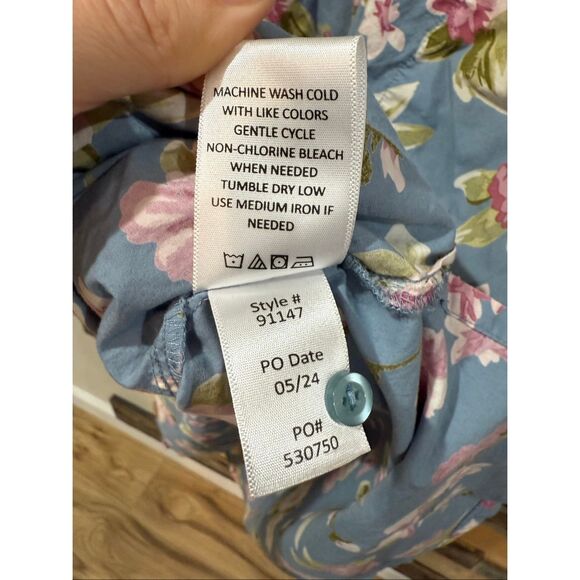 MACHINE WASH COLD
WITH LIKE COLORS
GENTLE CYCLE
NON-CHLORINE BLEACH
WHEN NEEDED
TUMBLE DRY LOW
USE MEDIUM IRON IF
NEEDED
Style #
91147
PO Date
05/24
PO#
530750